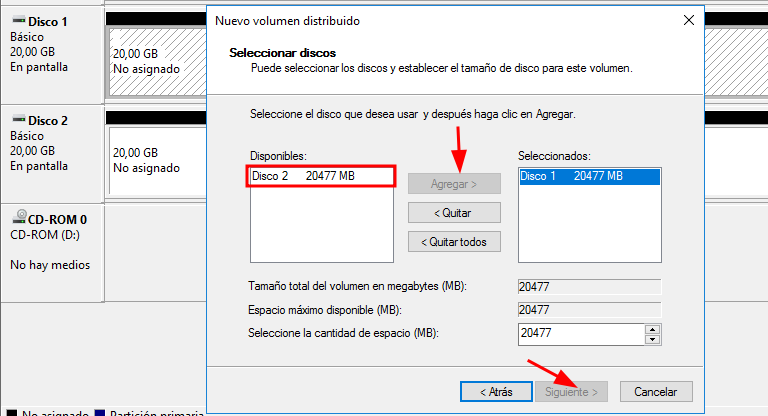 Disco 1
Básico
20,00 GB
En pantalla
20,00 GB
No asignado
Disco 2
Básico
20,00 GB
En pantalla
20,00 GB
No asignado
CD-ROM 0
CD-ROM (D:)
No hay medios
No asignado Partición primaria
Nuevo volumen distribuido
Seleccionar discos
Puede seleccionar los discos y establecer el tamaño de disco para este volumen.
Seleccione el disco que desea usar y después haga clic en Agregar.
Disponibles:
Disco 2 20477 MB
Agregar >
< Quitar
< Quitar todos
Seleccionados:
Disco 1 20477 MB
Tamaño total del volumen en megabytes (MB): 20477
Espacio máximo disponible (MB): 20477
Seleccione la cantidad de espacio (MB): 20477
< Atrás Siguiente > Cancelar